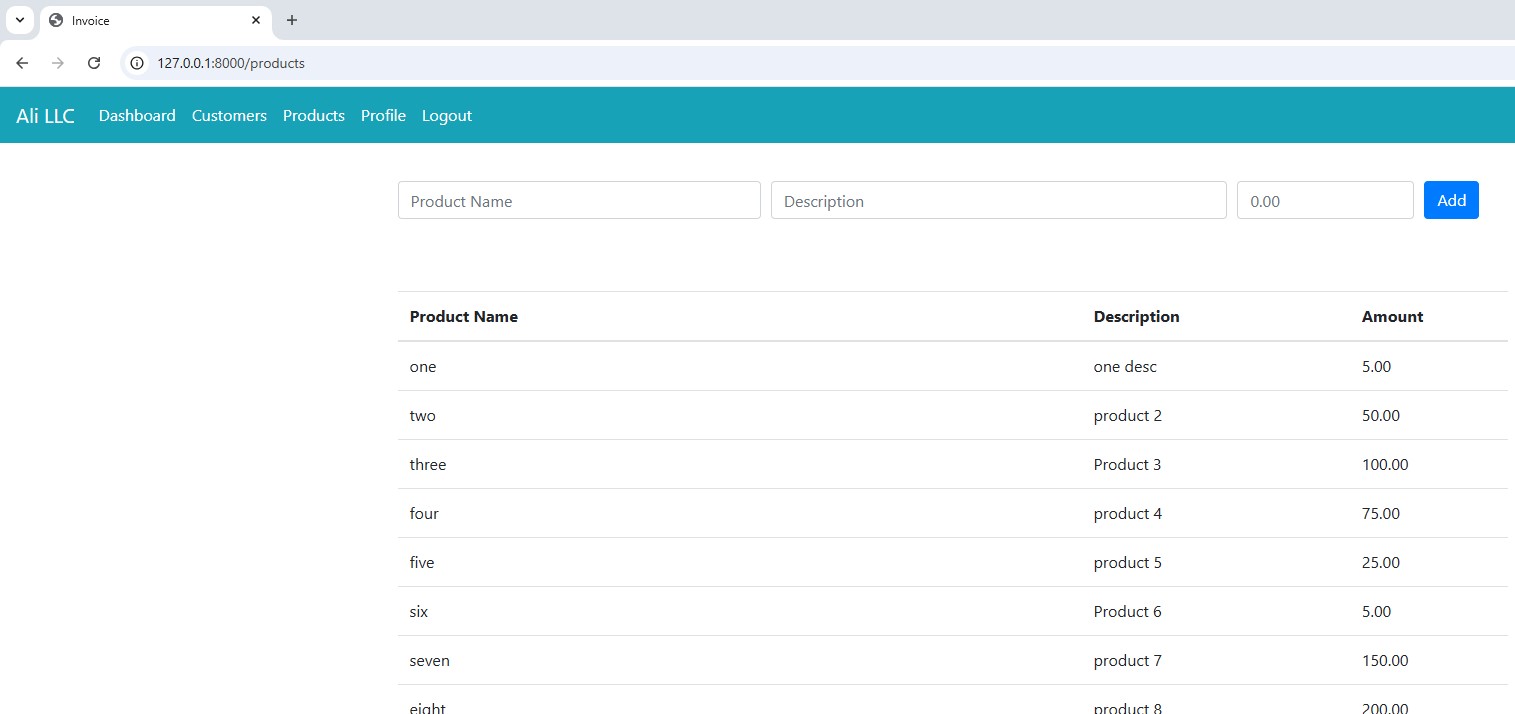 Invoice
127.0.0.1:8000/products
Ali LLC Dashboard Customers Products Profile Logout
Product Name Description 0.00 Add
Product Name Description Amount
one one desc 5.00
two product 2 50.00
three Product 3 100.00
four product 4 75.00
five product 5 25.00
six Product 6 5.00
seven product 7 150.00
eight product 8 200.00